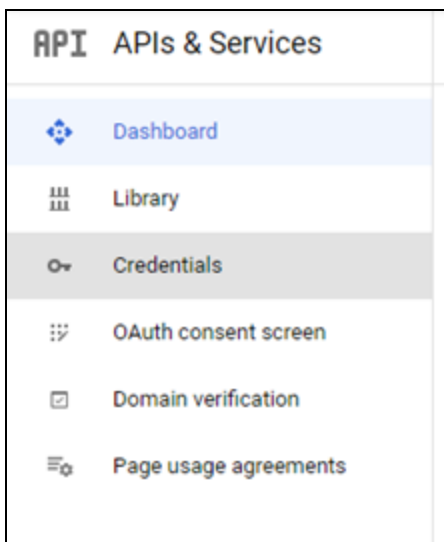 API APIs & Services
Dashboard
Library
Credentials
OAuth consent screen
Domain verification
Page usage agreements